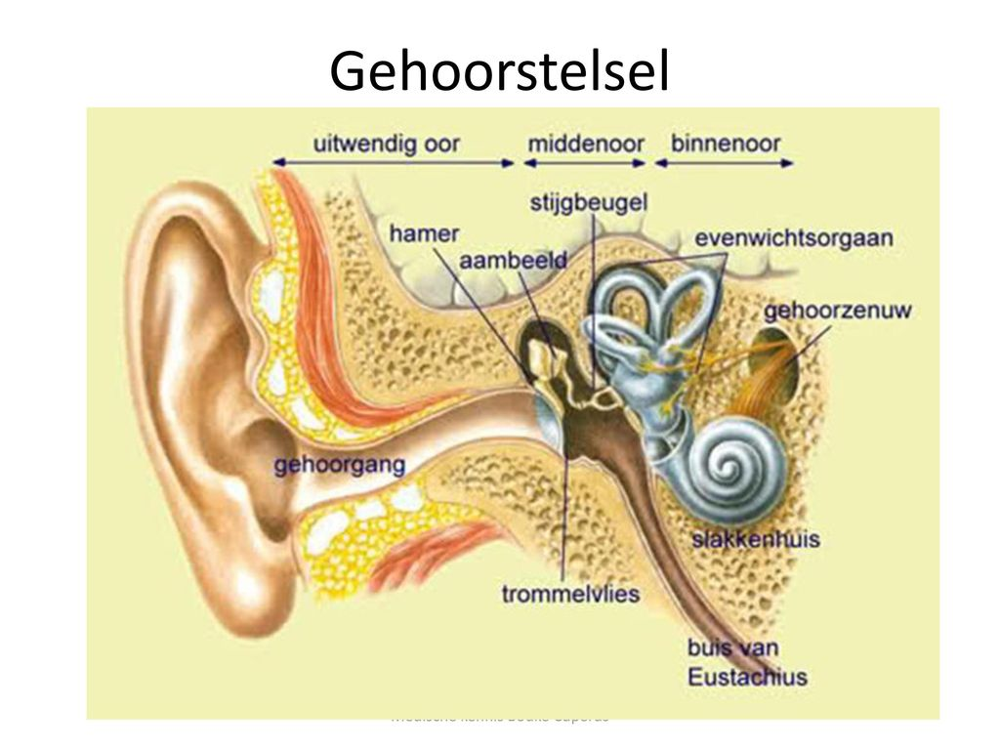 Gehoorstelsel
uitwendig oor
middenoor
binnenoor
stijgbeugel
hamer
evenwichtsorgaan
aambeeld
gehoorzenuw
gehoorgang
slakkenhuis
trommelvlies
buis van
Eustachius